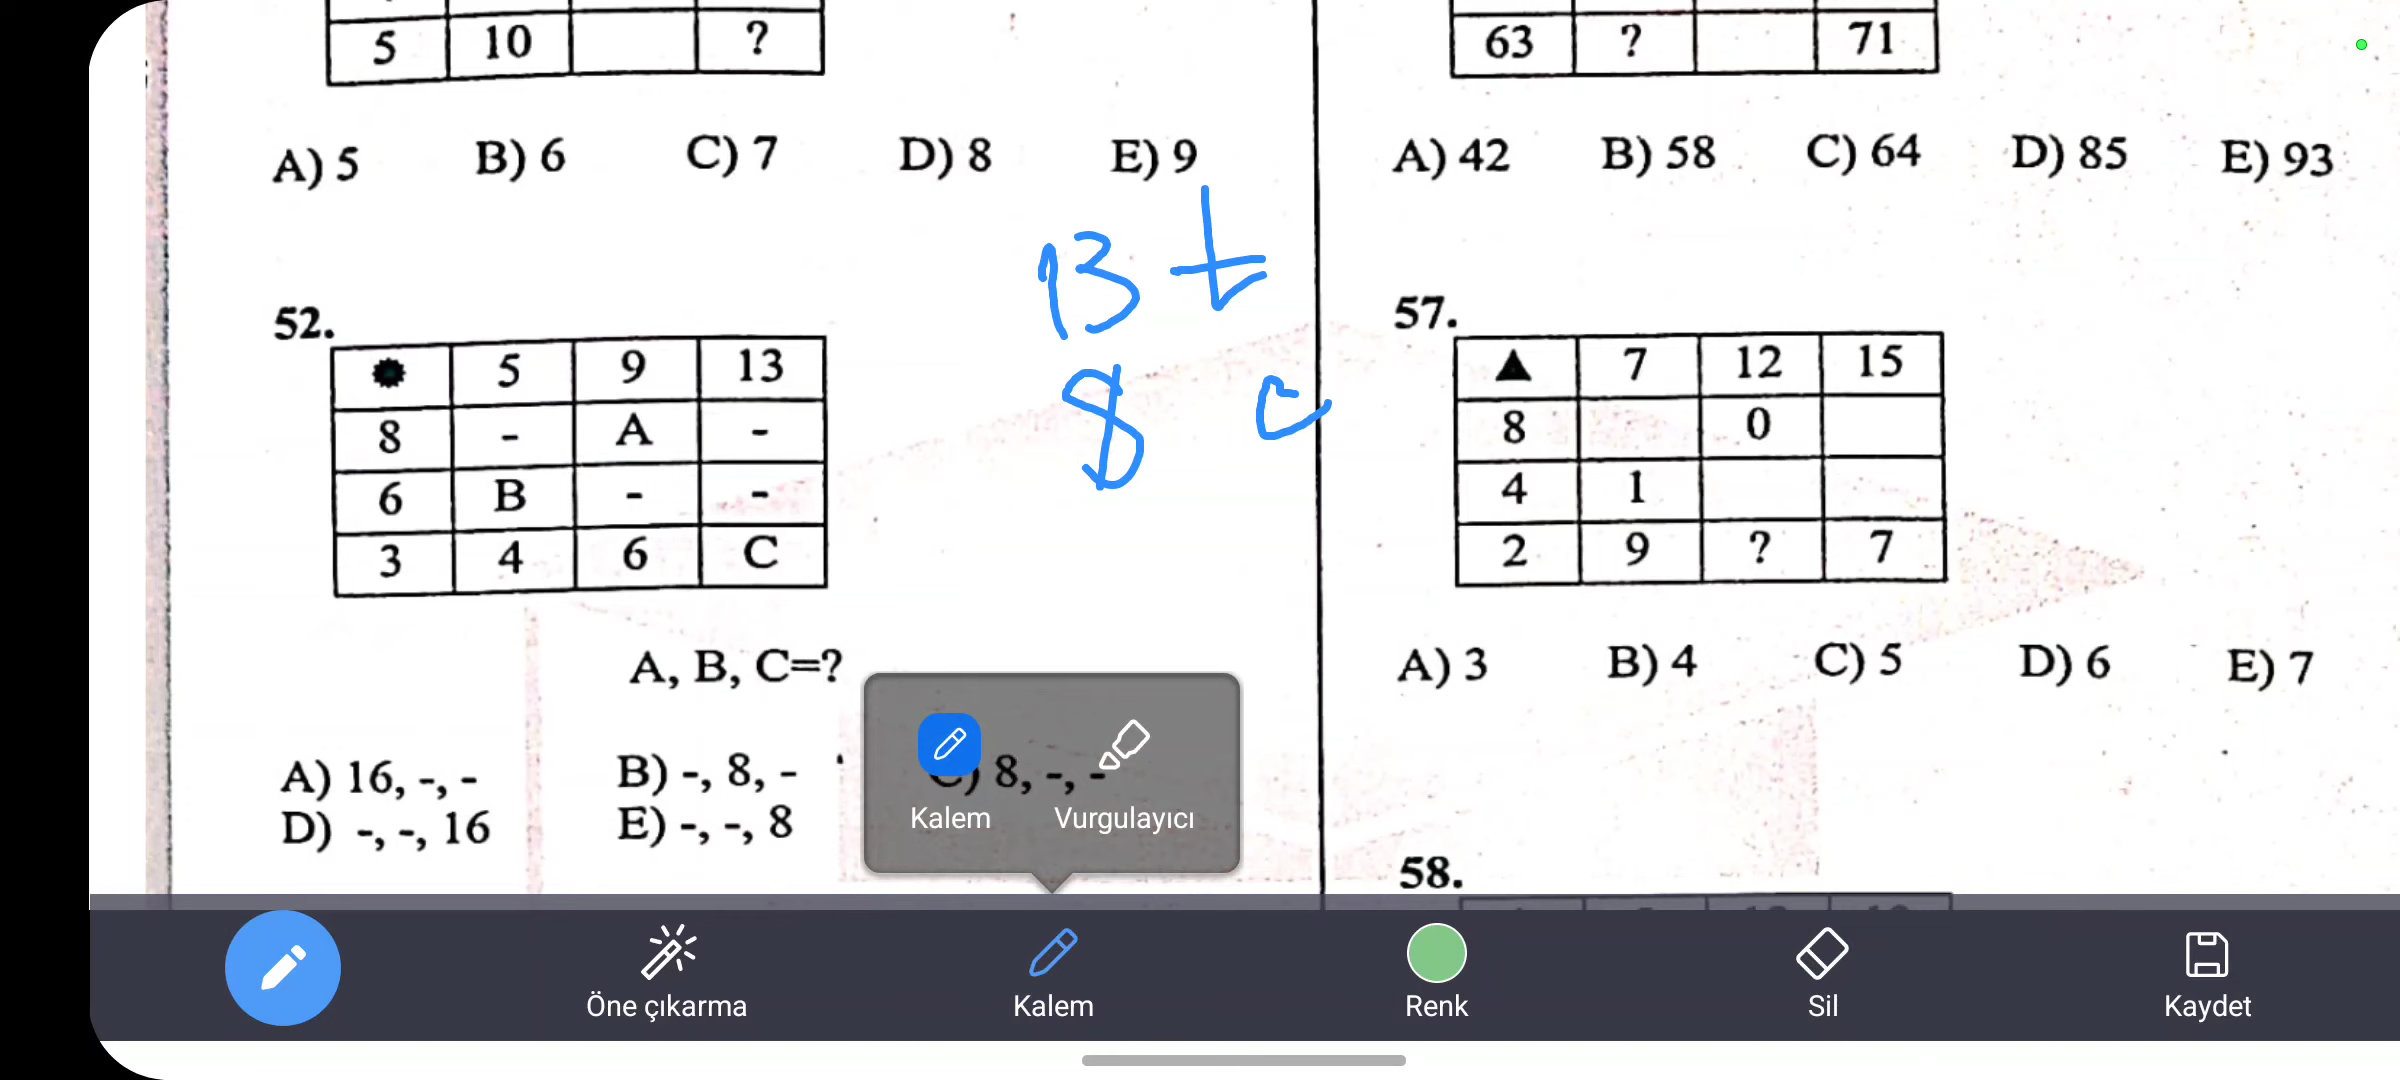 5 10 ?
A) 5 B) 6 C) 7 D) 8 E) 9
13 t
8 c
52.
5 9 13
8 - A -
6 B - -
3 4 6 C
A, B, C=?
A) 16, -, - B) -, 8, - C) 8, -, -
D) -, -, 16 E) -, -, 8
63 ? 71
A) 42 B) 58 C) 64 D) 85 E) 93
57.
▲ 7 12 15
8 0
4 1
2 9 ? 7
A) 3 B) 4 C) 5 D) 6 E) 7
58.
Kalem Vurgulayıcı
Öne çıkarma Kalem Renk Sil Kaydet